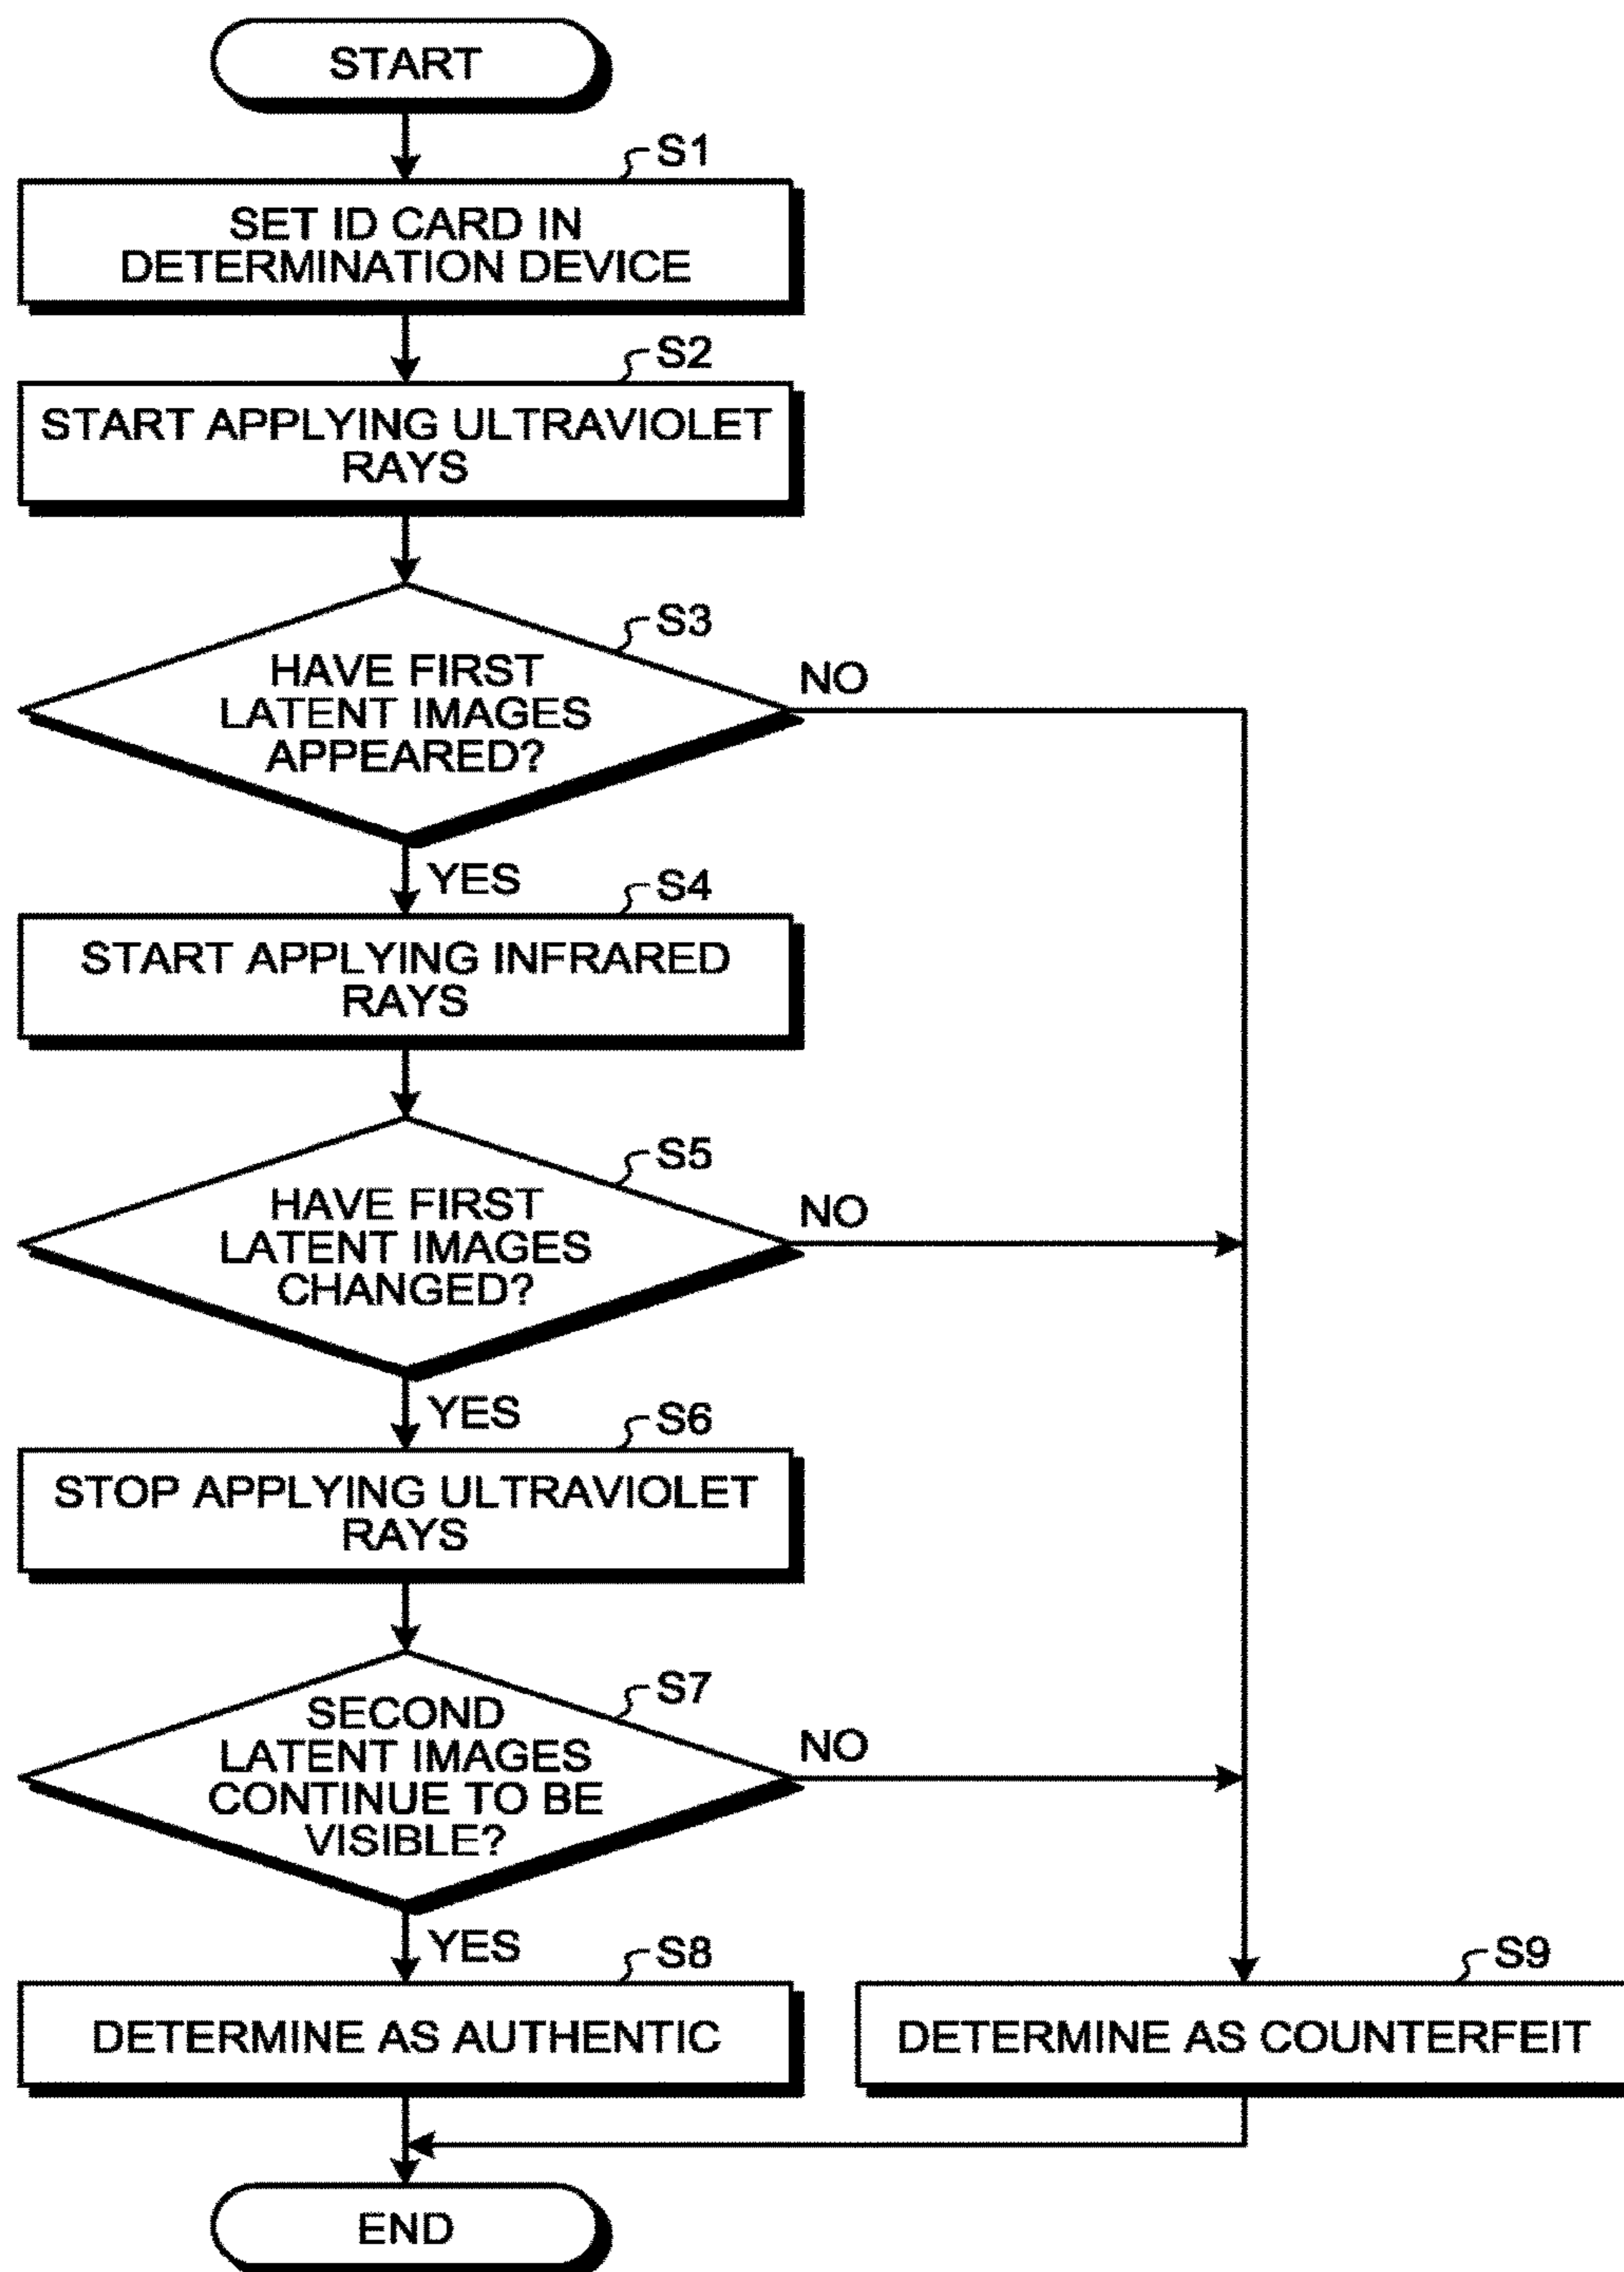 START
S1
SET ID CARD IN
DETERMINATION DEVICE
S2
START APPLYING ULTRAVIOLET
RAYS
S3
HAVE FIRST
LATENT IMAGES
APPEARED?
NO
YES
S4
START APPLYING INFRARED
RAYS
S5
HAVE FIRST
LATENT IMAGES
CHANGED?
NO
YES
S6
STOP APPLYING ULTRAVIOLET
RAYS
S7
SECOND
LATENT IMAGES
CONTINUE TO BE
VISIBLE?
NO
YES
S8
DETERMINE AS AUTHENTIC
S9
DETERMINE AS COUNTERFEIT
END